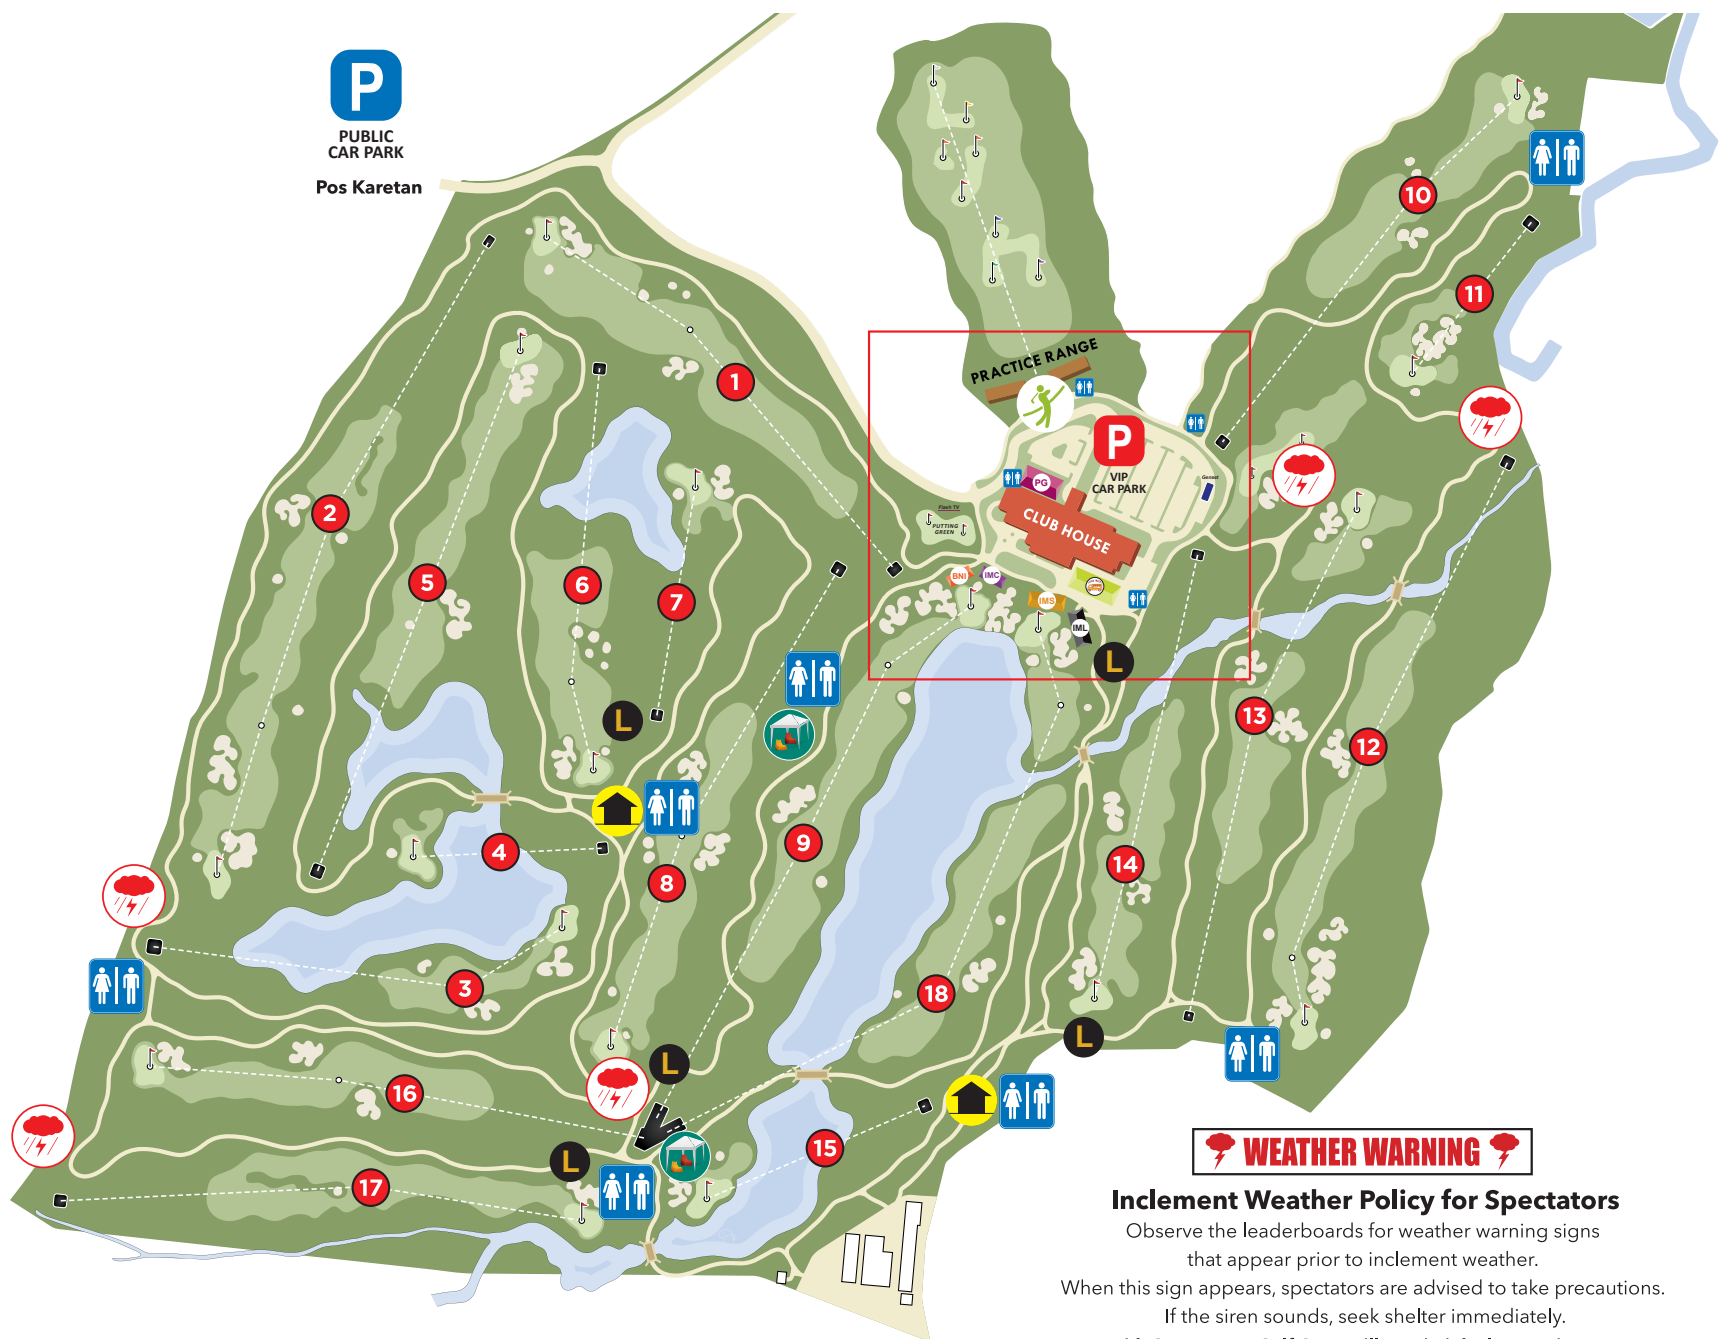 P
PUBLIC
CAR PARK
Pos Karetan
10
11
1
PRACTICE RANGE
P
VIP
CAR PARK
Genset
PG
CLUB HOUSE
Flash TV
PUTTING
GREEN
BNI
IMC
IMS
IML
L
2
5
6
7
L
13
12
4
8
9
14
3
18
L
L
16
15
L
17
WEATHER WARNING
Inclement Weather Policy for Spectators
Observe the leaderboards for weather warning signs
that appear prior to inclement weather.
When this sign appears, spectators are advised to take precautions.
If the siren sounds, seek shelter immediately.